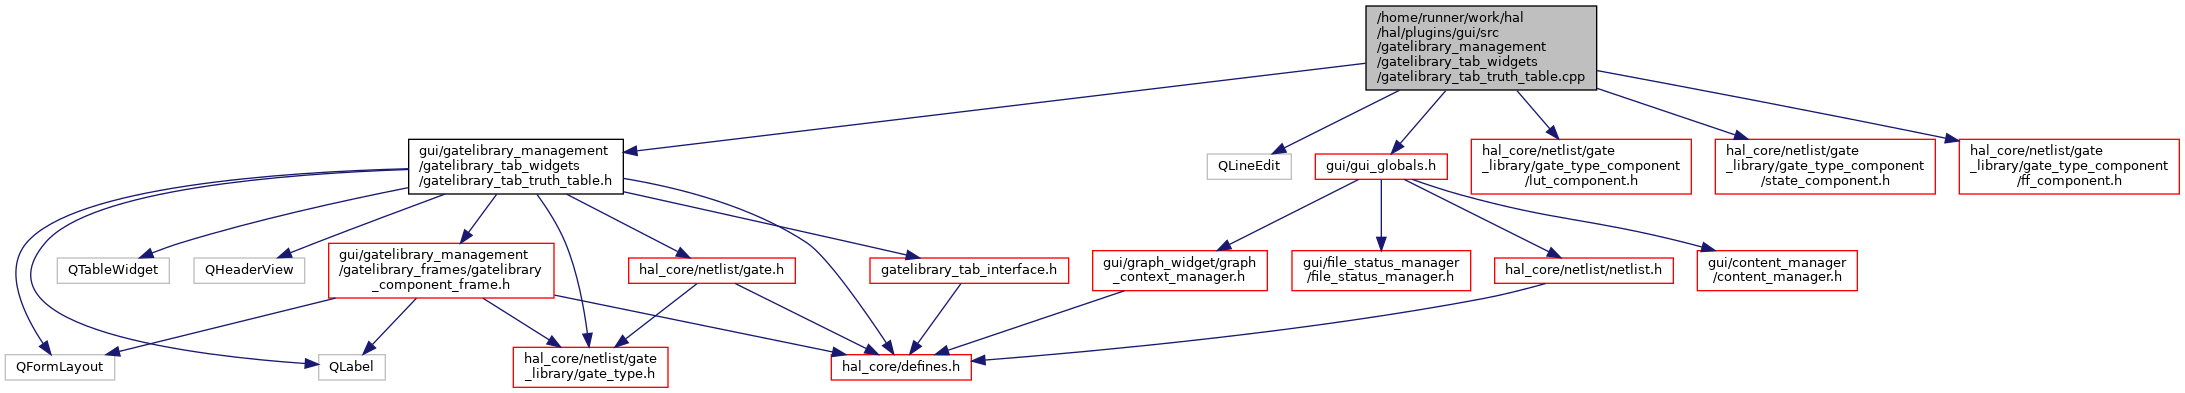 /home/runner/work/hal
/hal/plugins/gui/src
/gatelibrary_management
/gatelibrary_tab_widgets
/gatelibrary_tab_truth_table.cpp
gui/gatelibrary_management
/gatelibrary_tab_widgets
/gatelibrary_tab_truth_table.h
QLineEdit
gui/gui_globals.h
hal_core/netlist/gate
_library/gate_type_component
/lut_component.h
hal_core/netlist/gate
_library/gate_type_component
/state_component.h
hal_core/netlist/gate
_library/gate_type_component
/ff_component.h
QTableWidget
QHeaderView
gui/gatelibrary_management
/gatelibrary_frames/gatelibrary
_component_frame.h
hal_core/netlist/gate.h
gatelibrary_tab_interface.h
gui/graph_widget/graph
_context_manager.h
gui/file_status_manager
/file_status_manager.h
hal_core/netlist/netlist.h
gui/content_manager
/content_manager.h
QFormLayout
QLabel
hal_core/netlist/gate
_library/gate_type.h
hal_core/defines.h